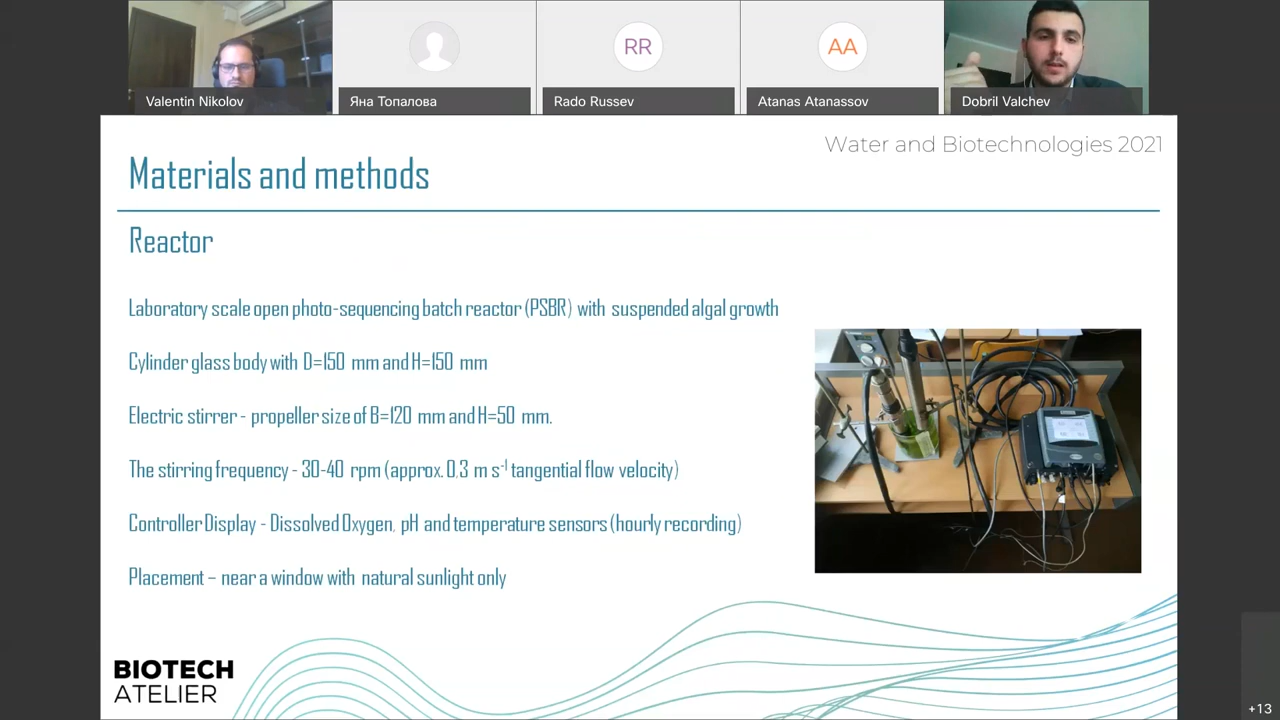 RR
AA
Valentin Nikolov
Яна Топалова
Rado Russev
Atanas Atanassov
Dobril Valchev
Water and Biotechnologies 2021
Materials and methods
Reactor
Laboratory scale open photo-sequencing batch reactor (PSBR) with suspended algal growth
Cylinder glass body with D=150 mm and H=150 mm
Electric stirrer - propeller size of B=120 mm and H=50 mm.
The stirring frequency - 30-40 rpm (approx. 0,3 m s⁻¹ tangential flow velocity)
Controller Display - Dissolved Oxygen, pH and temperature sensors (hourly recording)
Placement – near a window with natural sunlight only
BIOTECH
ATELIER
+13